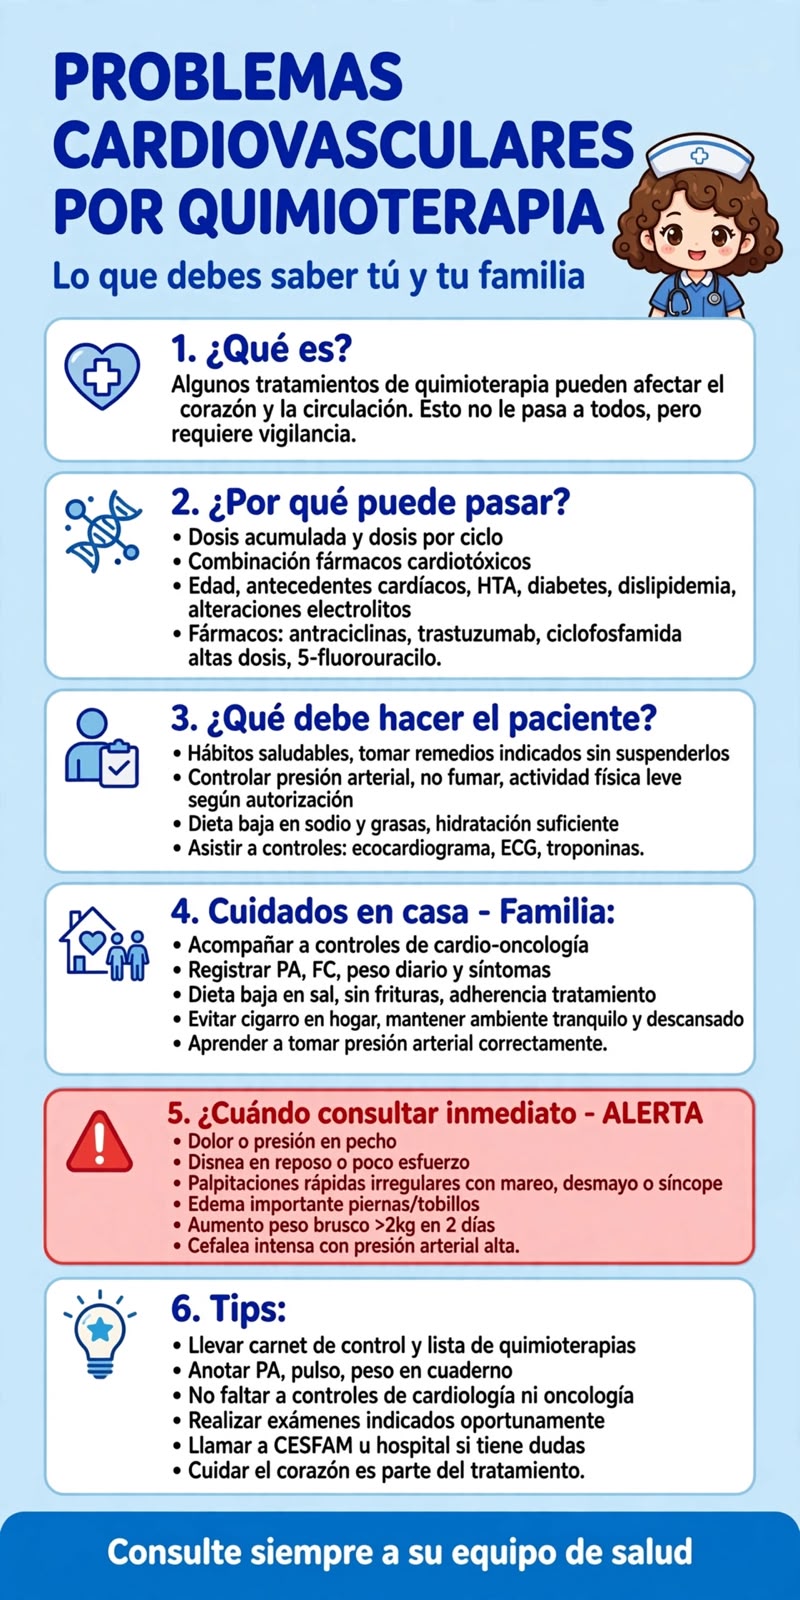 PROBLEMAS
CARDIOVASCULARES
POR QUIMIOTERAPIA
Lo que debes saber tú y tu familia
1. ¿Qué es?
Algunos tratamientos de quimioterapia pueden afectar el
corazón y la circulación. Esto no le pasa a todos, pero
requiere vigilancia.
2. ¿Por qué puede pasar?
• Dosis acumulada y dosis por ciclo
• Combinación fármacos cardiotóxicos
• Edad, antecedentes cardíacos, HTA, diabetes, dislipidemia,
alteraciones electrolitos
• Fármacos: antraciclinas, trastuzumab, ciclofosfamida
altas dosis, 5-fluorouracilo.
3. ¿Qué debe hacer el paciente?
• Hábitos saludables, tomar remedios indicados sin suspenderlos
• Controlar presión arterial, no fumar, actividad física leve
según autorización
• Dieta baja en sodio y grasas, hidratación suficiente
• Asistir a controles: ecocardiograma, ECG, troponinas.
4. Cuidados en casa - Familia:
• Acompañar a controles de cardio-oncología
• Registrar PA, FC, peso diario y síntomas
• Dieta baja en sal, sin frituras, adherencia tratamiento
• Evitar cigarro en hogar, mantener ambiente tranquilo y descansado
• Aprender a tomar presión arterial correctamente.
5. ¿Cuándo consultar inmediato - ALERTA
• Dolor o presión en pecho
• Disnea en reposo o poco esfuerzo
• Palpitaciones rápidas irregulares con mareo, desmayo o síncope
• Edema importante piernas/tobillos
• Aumento peso brusco >2kg en 2 días
• Cefalea intensa con presión arterial alta.
6. Tips:
• Llevar carnet de control y lista de quimioterapias
• Anotar PA, pulso, peso en cuaderno
• No faltar a controles de cardiología ni oncología
• Realizar exámenes indicados oportunamente
• Llamar a CESFAM u hospital si tiene dudas
• Cuidar el corazón es parte del tratamiento.
Consulte siempre a su equipo de salud